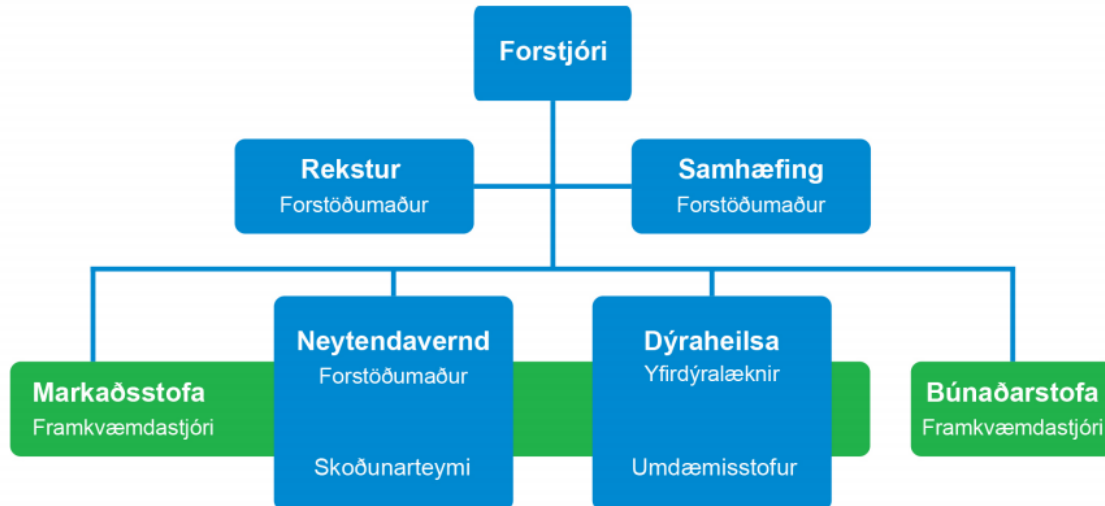 Forstjóri
Rekstur
Forstöðumaður
Samhæfing
Forstöðumaður
Markaðsstofa
Framkvæmdastjóri
Neytendavernd
Forstöðumaður
Skoðunarteymi
Dýraheilsa
Yfirdýralæknir
Umdæmisstofur
Búnaðarstofa
Framkvæmdastjóri